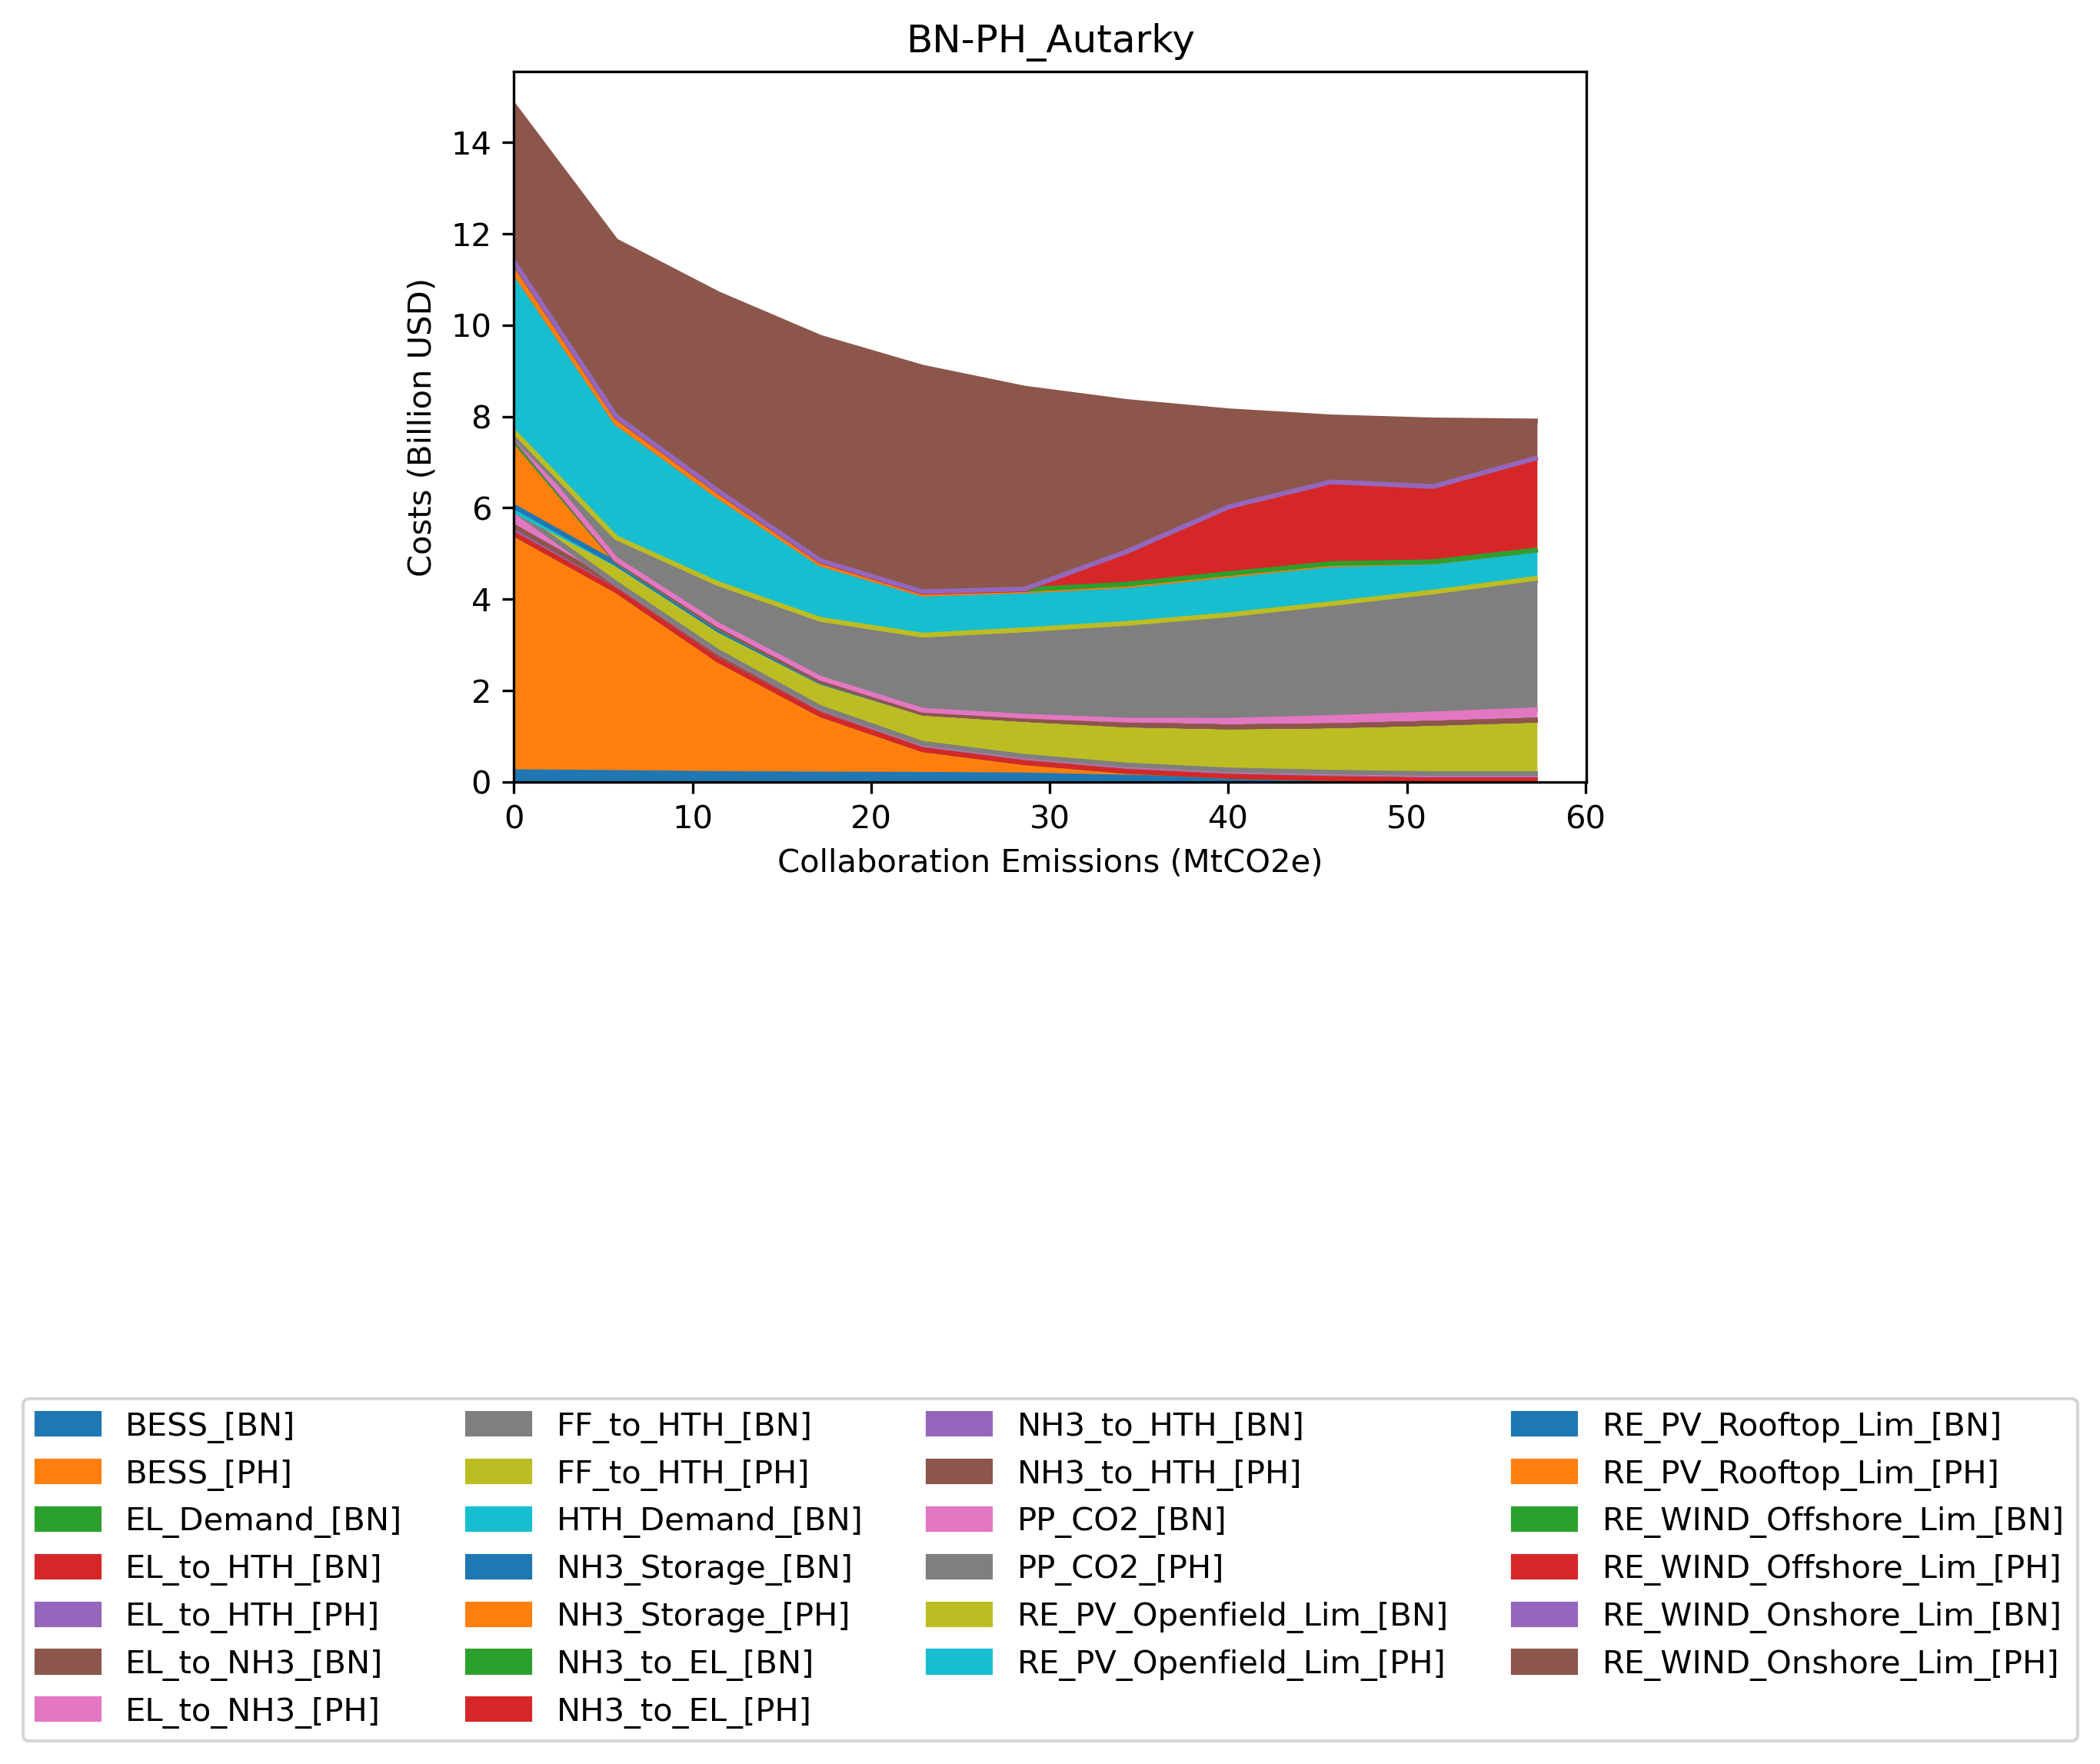 BN-PH_Autarky
Costs (Billion USD)
14
12
10
8
6
4
2
0
0 10 20 30 40 50 60
Collaboration Emissions (MtCO2e)
BESS_[BN]
BESS_[PH]
EL_Demand_[BN]
EL_to_HTH_[BN]
EL_to_HTH_[PH]
EL_to_NH3_[BN]
EL_to_NH3_[PH]
FF_to_HTH_[BN]
FF_to_HTH_[PH]
HTH_Demand_[BN]
NH3_Storage_[BN]
NH3_Storage_[PH]
NH3_to_EL_[BN]
NH3_to_EL_[PH]
NH3_to_HTH_[BN]
NH3_to_HTH_[PH]
PP_CO2_[BN]
PP_CO2_[PH]
RE_PV_Openfield_Lim_[BN]
RE_PV_Openfield_Lim_[PH]
RE_PV_Rooftop_Lim_[BN]
RE_PV_Rooftop_Lim_[PH]
RE_WIND_Offshore_Lim_[BN]
RE_WIND_Offshore_Lim_[PH]
RE_WIND_Onshore_Lim_[BN]
RE_WIND_Onshore_Lim_[PH]